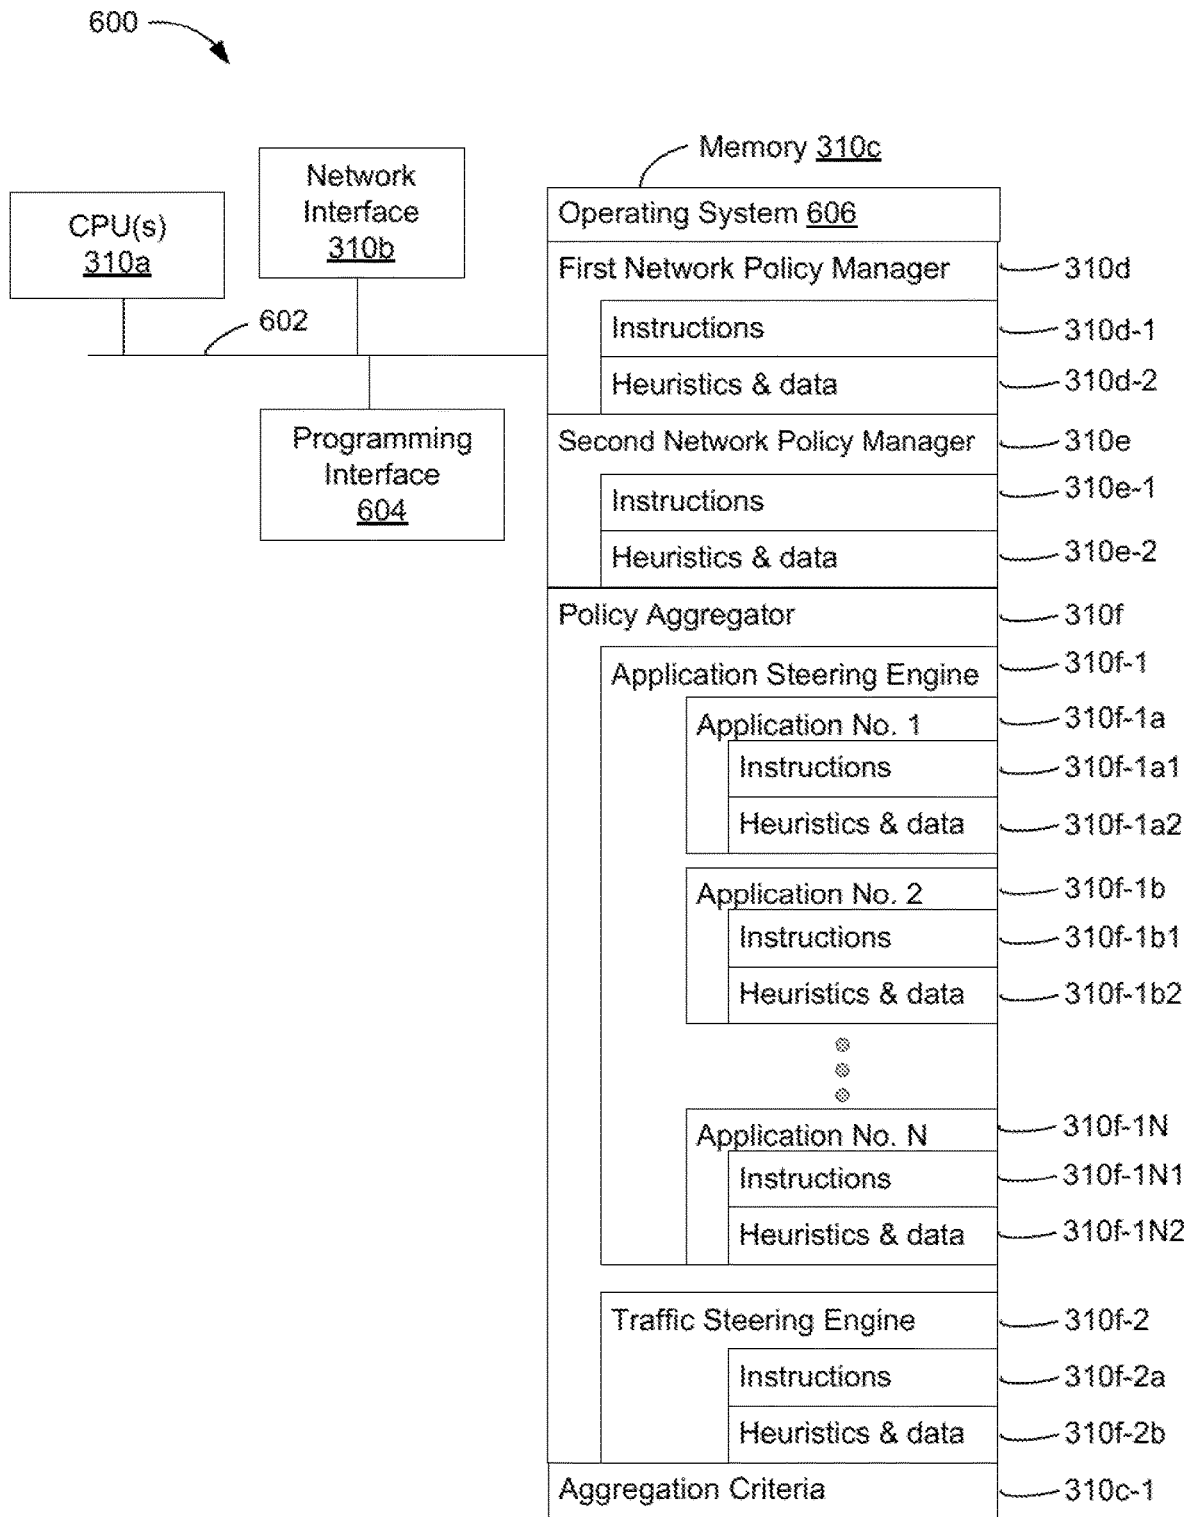 600
Memory 310c
Network
Interface
310b
CPU(s)
310a
602
Programming
Interface
604
Operating System 606
First Network Policy Manager 310d
Instructions 310d-1
Heuristics & data 310d-2
Second Network Policy Manager 310e
Instructions 310e-1
Heuristics & data 310e-2
Policy Aggregator 310f
Application Steering Engine 310f-1
Application No. 1 310f-1a
Instructions 310f-1a1
Heuristics & data 310f-1a2
Application No. 2 310f-1b
Instructions 310f-1b1
Heuristics & data 310f-1b2
Application No. N 310f-1N
Instructions 310f-1N1
Heuristics & data 310f-1N2
Traffic Steering Engine 310f-2
Instructions 310f-2a
Heuristics & data 310f-2b
Aggregation Criteria 310c-1